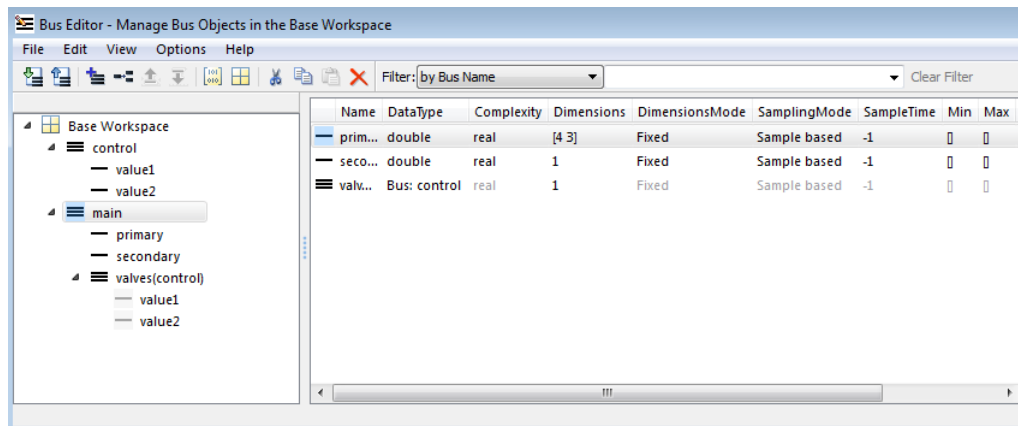 Bus Editor - Manage Bus Objects in the Base Workspace
File Edit View Options Help
Filter: by Bus Name Clear Filter
Name DataType Complexity Dimensions DimensionsMode SamplingMode SampleTime Min Max
prim... double real [4 3] Fixed Sample based -1 [] []
seco... double real 1 Fixed Sample based -1 [] []
valv... Bus: control real 1 Fixed Sample based -1 [] []
Base Workspace
control
value1
value2
main
primary
secondary
valves(control)
value1
value2